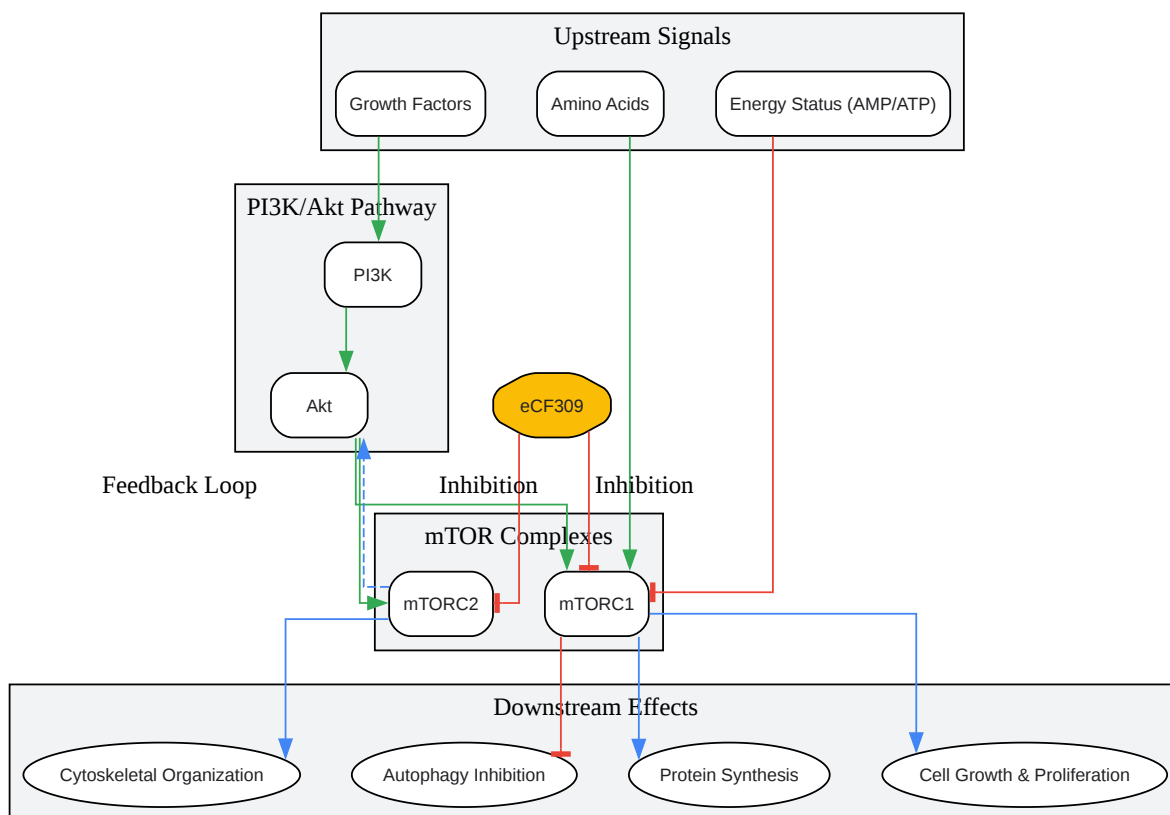 Upstream Signals
Growth Factors
Amino Acids
Energy Status (AMP/ATP)
PI3K/Akt Pathway
PI3K
Akt
eCF309
Feedback Loop
Inhibition
Inhibition
mTOR Complexes
mTORC2
mTORC1
Downstream Effects
Cytoskeletal Organization
Autophagy Inhibition
Protein Synthesis
Cell Growth & Proliferation